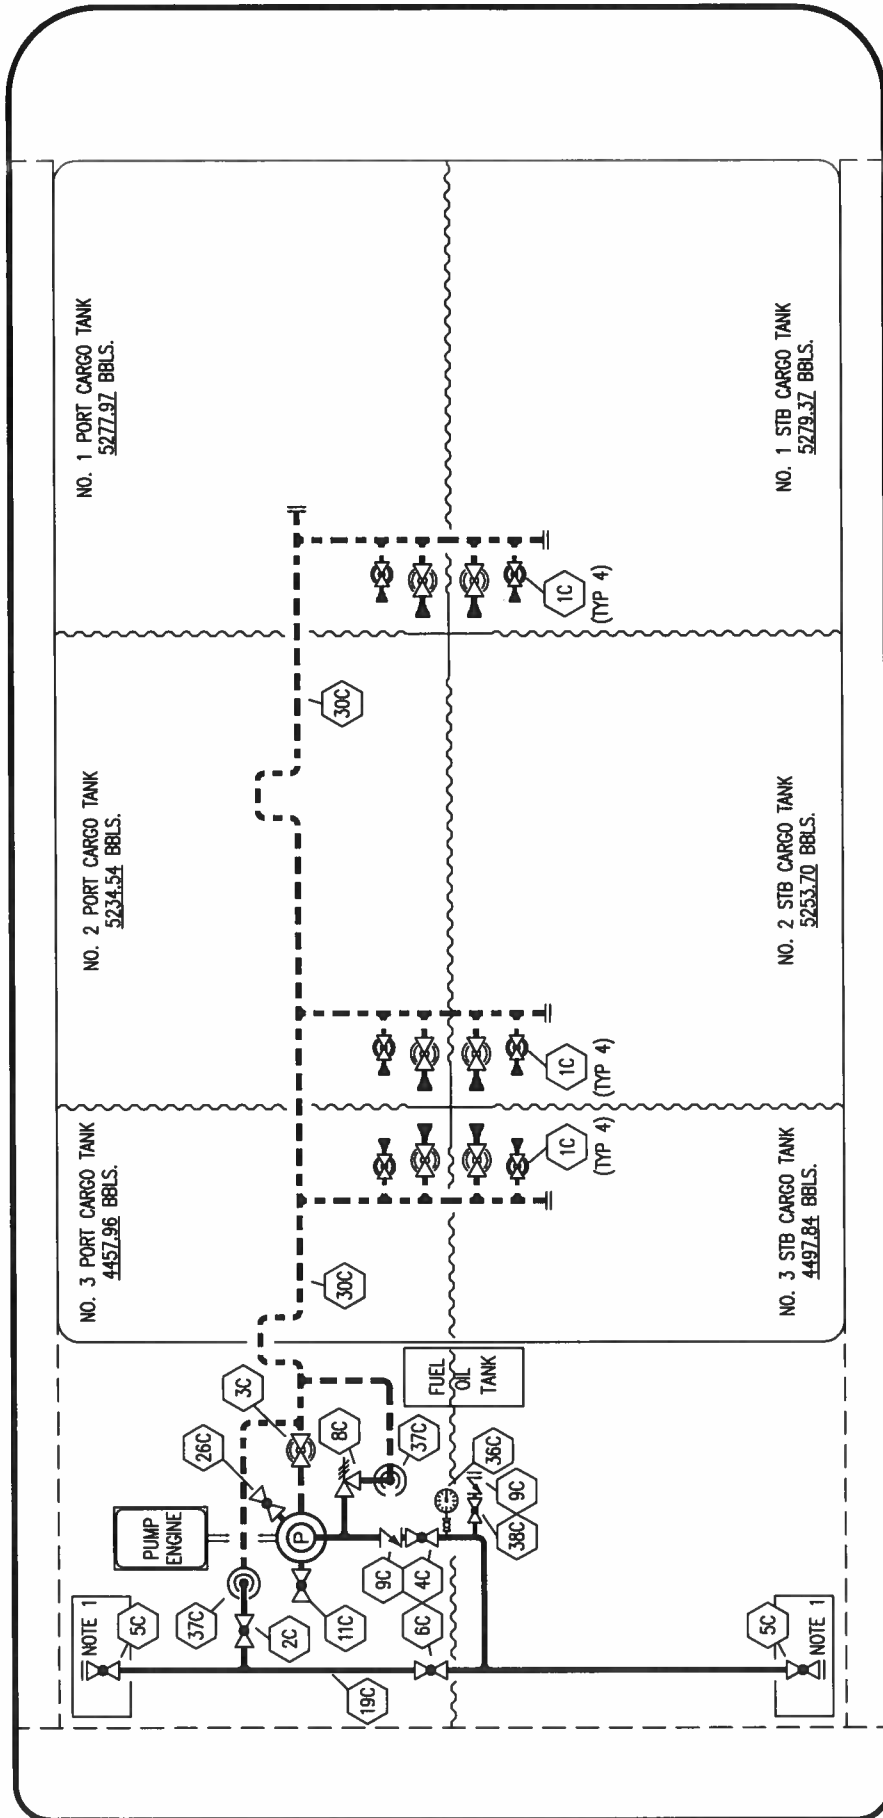 NO. 1 PORT CARGO TANK
5277.97 BBLS.
NO. 1 STB CARGO TANK
5279.37 BBLS.
1C
(TYP 4)
30C
NO. 2 PORT CARGO TANK
5234.54 BBLS.
NO. 2 STB CARGO TANK
5253.70 BBLS.
1C
(TYP 4)
1C
(TYP 4)
NO. 3 PORT CARGO TANK
4457.96 BBLS.
NO. 3 STB CARGO TANK
4497.84 BBLS.
30C
FUEL
OIL
TANK
3C
26C
8C
37C
36C
PUMP
ENGINE
P
9C
38C
9C
4C
11C
6C
37C
2C
5C
NOTE 1
19C
5C
NOTE 1